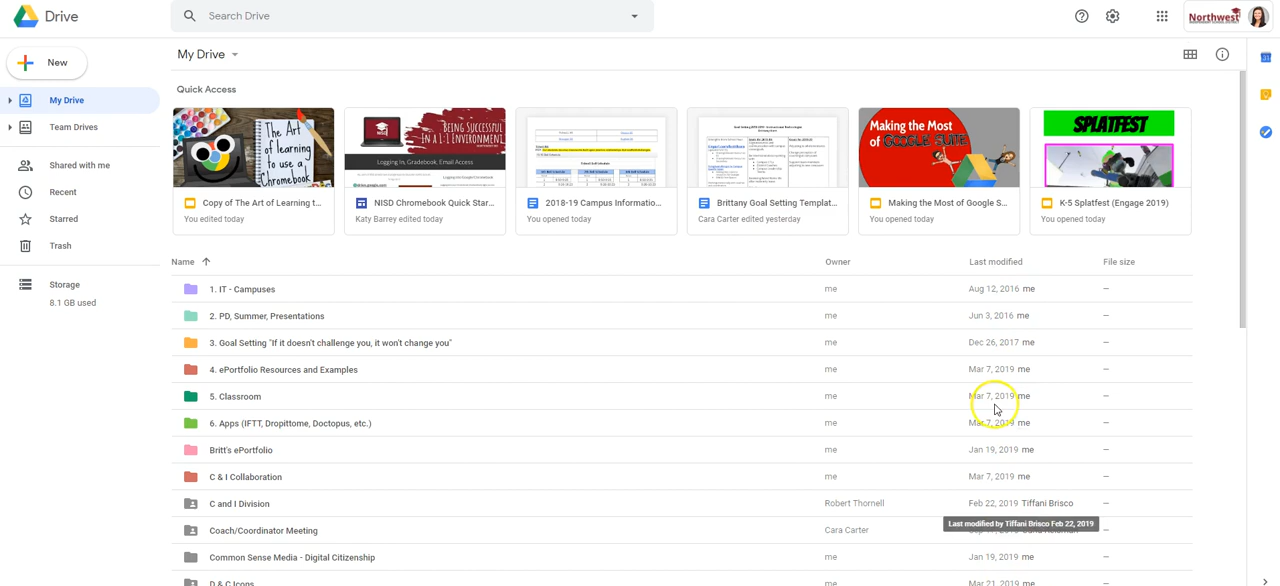 Drive
Search Drive
Northwest
New
My Drive
Quick Access
My Drive
Team Drives
Shared with me
Recent
Starred
Trash
Storage
8.1 GB used
The Art of learning to use a Chromebook
Copy of The Art of Learning t...
You edited today
BEING SUCCESSFUL
IN A 1:1 ENVIRONMENT
Logging In, Gradebook, Email Access
NISD Chromebook Quick Star...
Katy Barrey edited today
2018-19 Campus Informatio...
You opened today
Brittany Goal Setting Templat...
Cara Carter edited yesterday
Making the Most
of GOOGLE SUITE
Making the Most of Google S...
You opened today
SPLATFEST
K-5 Splatfest (Engage 2019)
You opened today
Name Owner Last modified File size
1. IT - Campuses me Aug 12, 2016 me –
2. PD, Summer, Presentations me Jun 3, 2016 me –
3. Goal Setting "If it doesn't challenge you, it won't change you" me Dec 26, 2017 me –
4. ePortfolio Resources and Examples me Mar 7, 2019 me –
5. Classroom me Mar 7, 2019 me –
6. Apps (IFTT, Dropittome, Doctopus, etc.) me Mar 7, 2019 me –
Britt's ePortfolio me Jan 19, 2019 me –
C & I Collaboration me Mar 7, 2019 me –
C and I Division Robert Thornell Feb 22, 2019 Tiffani Brisco –
Last modified by Tiffani Brisco Feb 22, 2019
Coach/Coordinator Meeting Cara Carter –
Common Sense Media - Digital Citizenship me Jan 19, 2019 me –
D & C Icons me Mar 21, 2019 me –